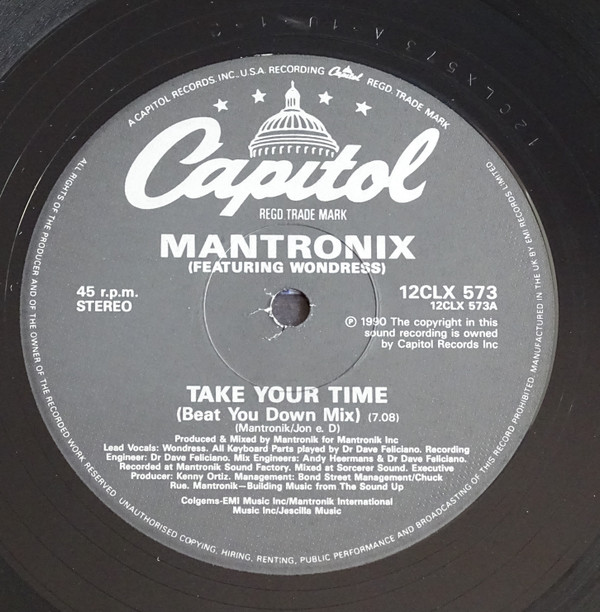 12CLX 573 A-1U-1-
A CAPITOL RECORDS, INC., U.S.A. RECORDING Capitol REGD. TRADE MARK
Capitol
REGD TRADE MARK
MANTRONIX
(FEATURING WONDRESS)
45 r.p.m.
STEREO
12CLX 573
12CLX 573A
℗ 1990 The copyright in this
sound recording is owned
by Capitol Records Inc
TAKE YOUR TIME
(Beat You Down Mix) (7.08)
(Mantronik/Jon e. D)
Produced & Mixed by Mantronik for Mantronik Inc
Lead Vocals: Wondress. All Keyboard Parts played by Dr Dave Feliciano. Recording
Engineer: Dr Dave Feliciano. Mix Engineers: Andy Heermans & Dr Dave Feliciano.
Recorded at Mantronik Sound Factory. Mixed at Sorcerer Sound. Executive
Producer: Kenny Ortiz. Management: Bond Street Management/Chuck
Rue. Mantronik—Building Music from The Sound Up
Colgems-EMI Music Inc/Mantronik International
Music Inc/Jescilla Music
ALL RIGHTS OF THE PRODUCER AND OF THE OWNER OF THE RECORDED WORK RESERVED. UNAUTHORISED COPYING, HIRING, RENTING, PUBLIC PERFORMANCE AND BROADCASTING OF THIS RECORD PROHIBITED. MANUFACTURED IN THE UK BY EMI RECORDS LIMITED